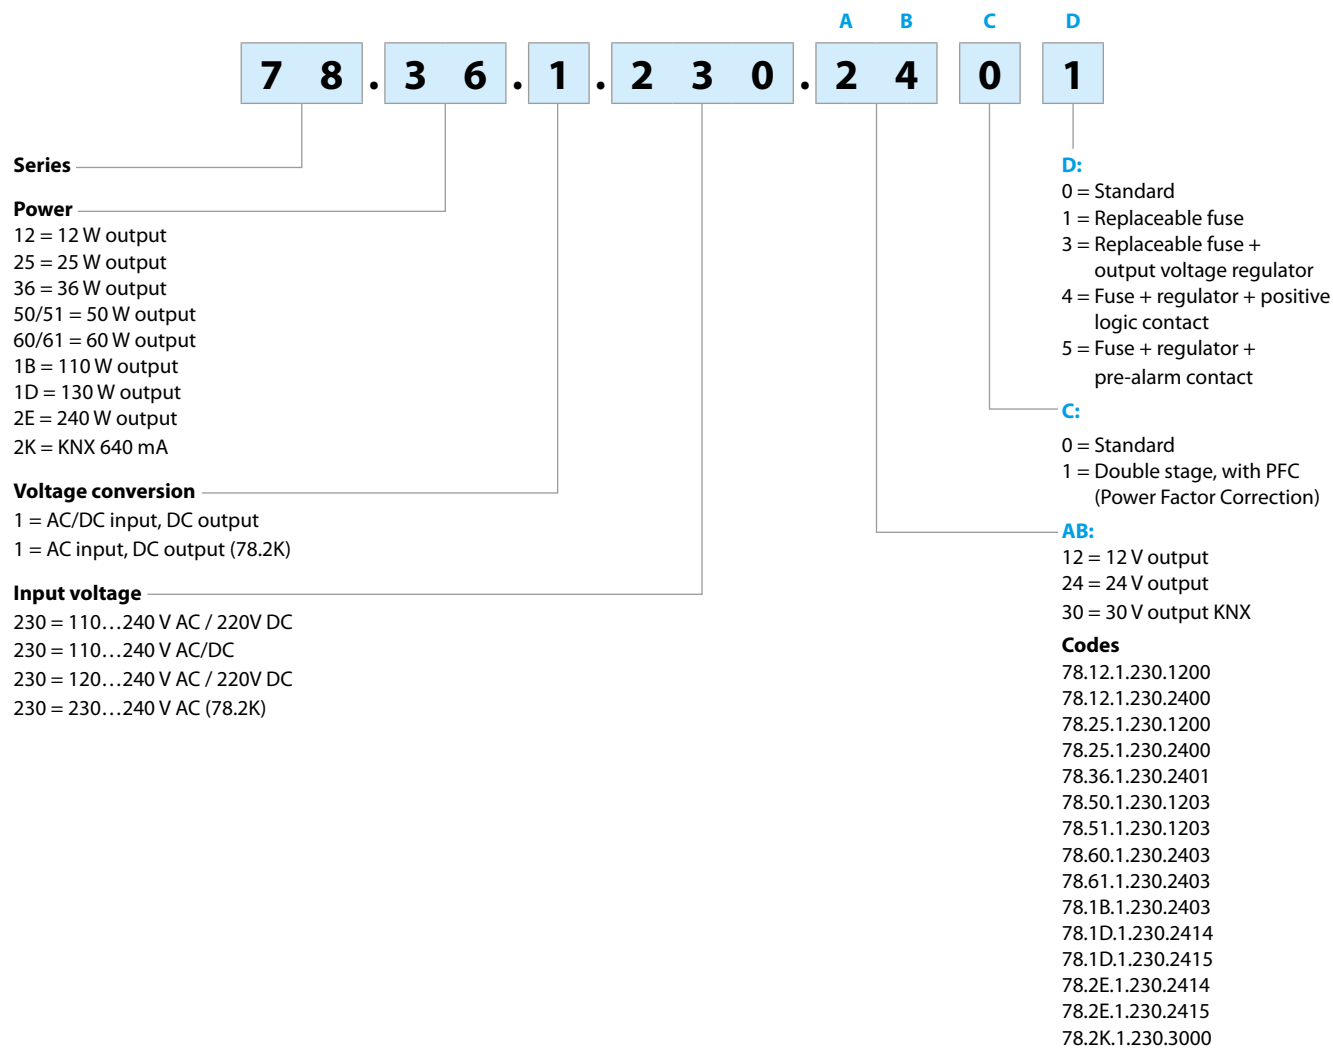 A B C D
7 8 . 3 6 . 1 . 2 3 0 . 2 4 0 1
Series
Power
12 = 12 W output
25 = 25 W output
36 = 36 W output
50/51 = 50 W output
60/61 = 60 W output
1B = 110 W output
1D = 130 W output
2E = 240 W output
2K = KNX 640 mA
Voltage conversion
1 = AC/DC input, DC output
1 = AC input, DC output (78.2K)
Input voltage
230 = 110…240 V AC / 220V DC
230 = 110…240 V AC/DC
230 = 120…240 V AC / 220V DC
230 = 230…240 V AC (78.2K)
D:
0 = Standard
1 = Replaceable fuse
3 = Replaceable fuse +
output voltage regulator
4 = Fuse + regulator + positive
logic contact
5 = Fuse + regulator +
pre-alarm contact
C:
0 = Standard
1 = Double stage, with PFC
(Power Factor Correction)
AB:
12 = 12 V output
24 = 24 V output
30 = 30 V output KNX
Codes
78.12.1.230.1200
78.12.1.230.2400
78.25.1.230.1200
78.25.1.230.2400
78.36.1.230.2401
78.50.1.230.1203
78.51.1.230.1203
78.60.1.230.2403
78.61.1.230.2403
78.1B.1.230.2403
78.1D.1.230.2414
78.1D.1.230.2415
78.2E.1.230.2414
78.2E.1.230.2415
78.2K.1.230.3000